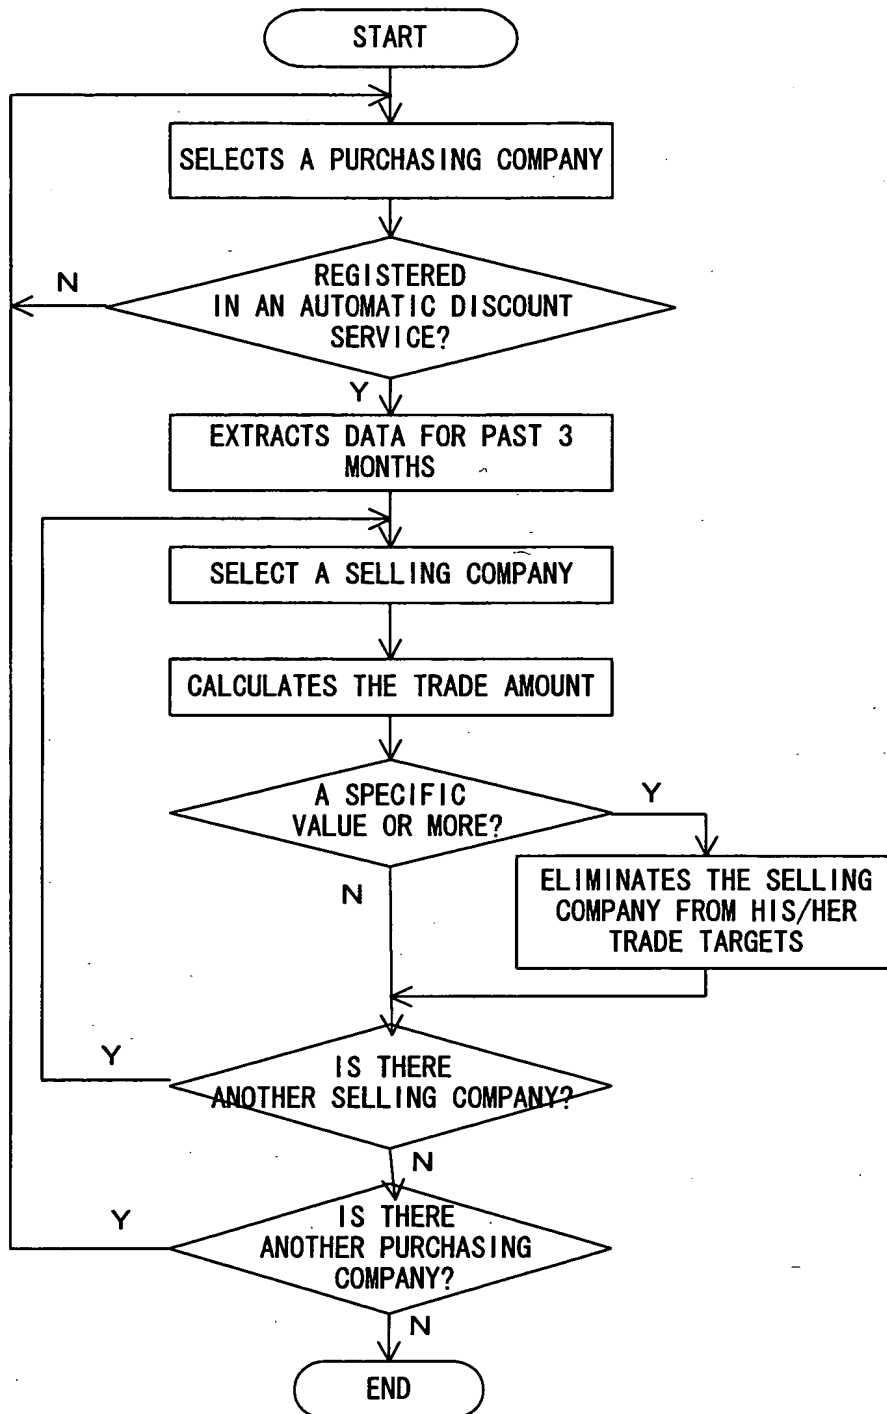 START
SELECTS A PURCHASING COMPANY
REGISTERED
IN AN AUTOMATIC DISCOUNT
SERVICE?
N
Y
EXTRACTS DATA FOR PAST 3
MONTHS
SELECT A SELLING COMPANY
CALCULATES THE TRADE AMOUNT
A SPECIFIC
VALUE OR MORE?
Y
N
ELIMINATES THE SELLING
COMPANY FROM HIS/HER
TRADE TARGETS
Y
IS THERE
ANOTHER SELLING COMPANY?
N
Y
IS THERE
ANOTHER PURCHASING
COMPANY?
N
END